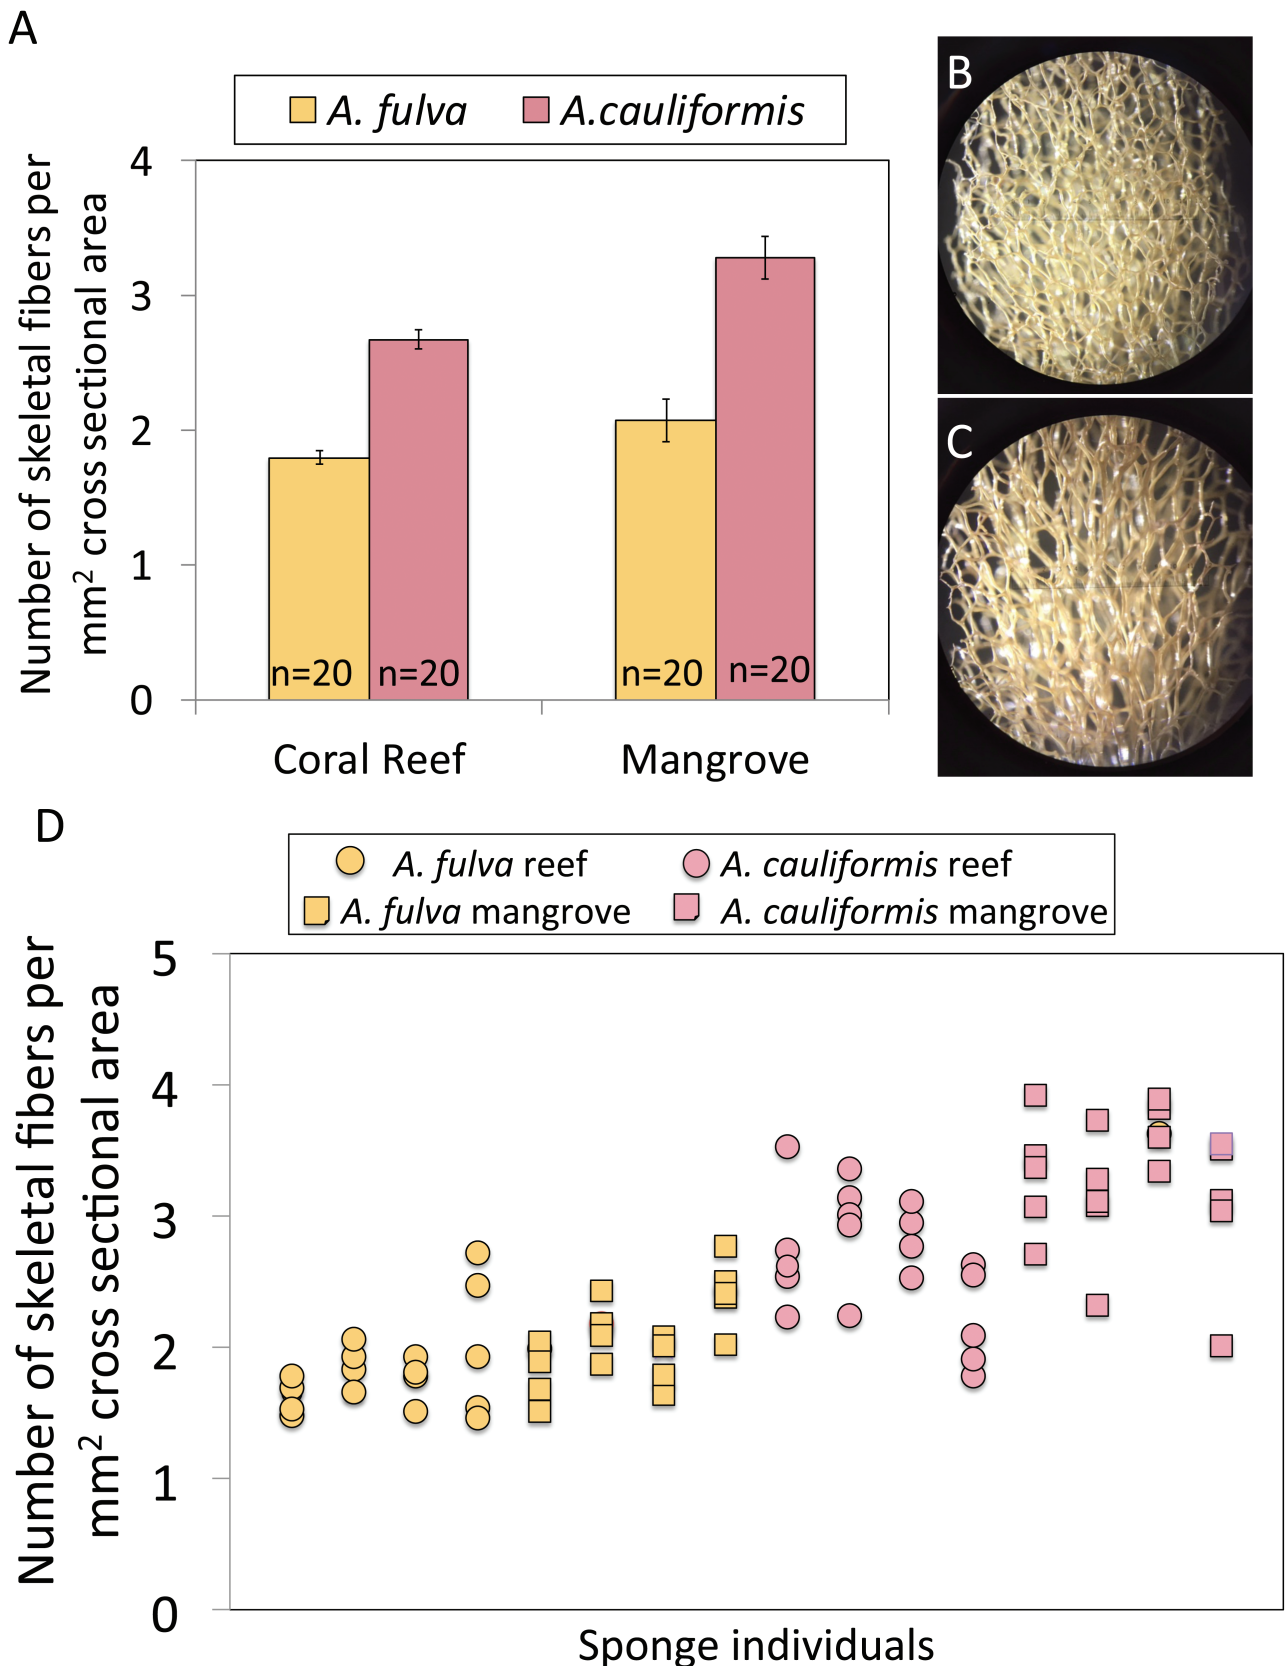 A
A. fulva A.cauliformis
Number of skeletal fibers per
mm² cross sectional area
4
3
2
1
0
n=20 n=20 n=20 n=20
Coral Reef Mangrove
B
C
D
A. fulva reef A. cauliformis reef
A. fulva mangrove A. cauliformis mangrove
Number of skeletal fibers per
mm² cross sectional area
5
4
3
2
1
0
Sponge individuals